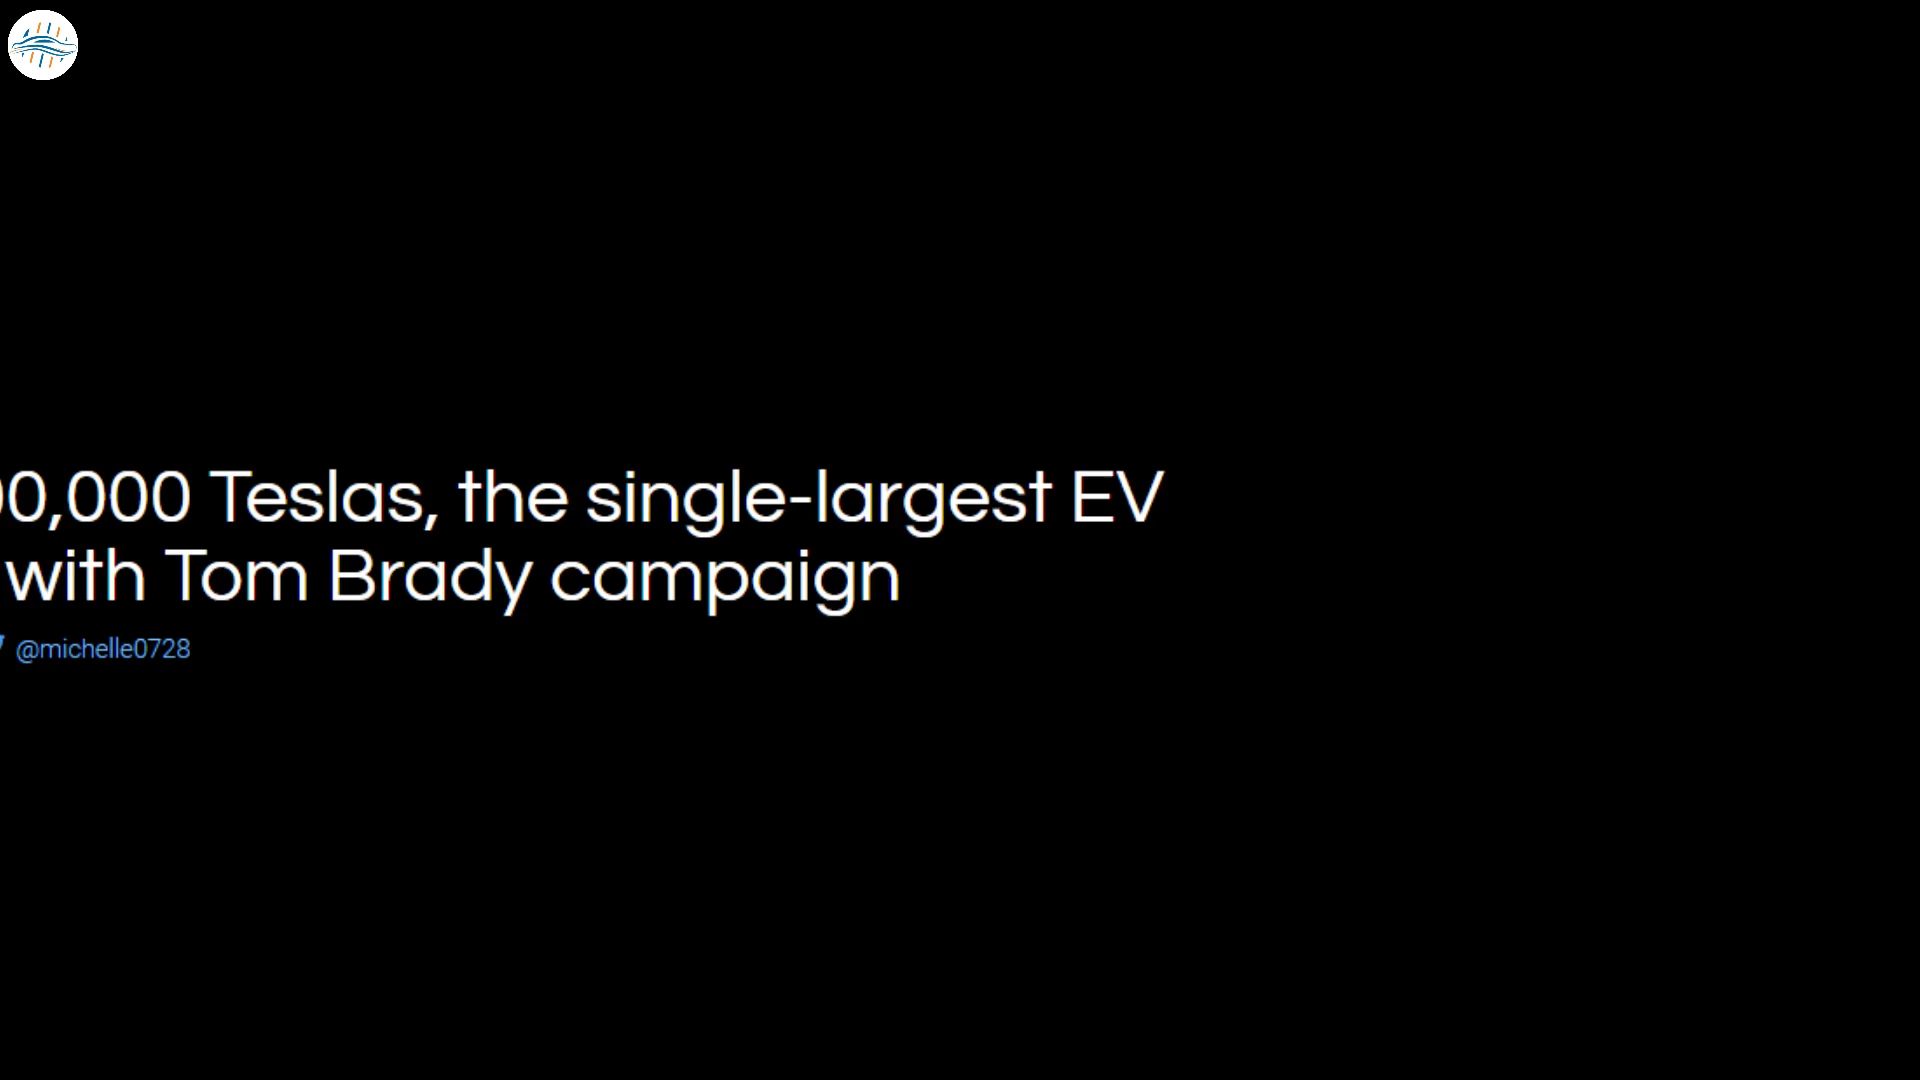 0,000 Teslas, the single-largest EV
with Tom Brady campaign
@michelle0728